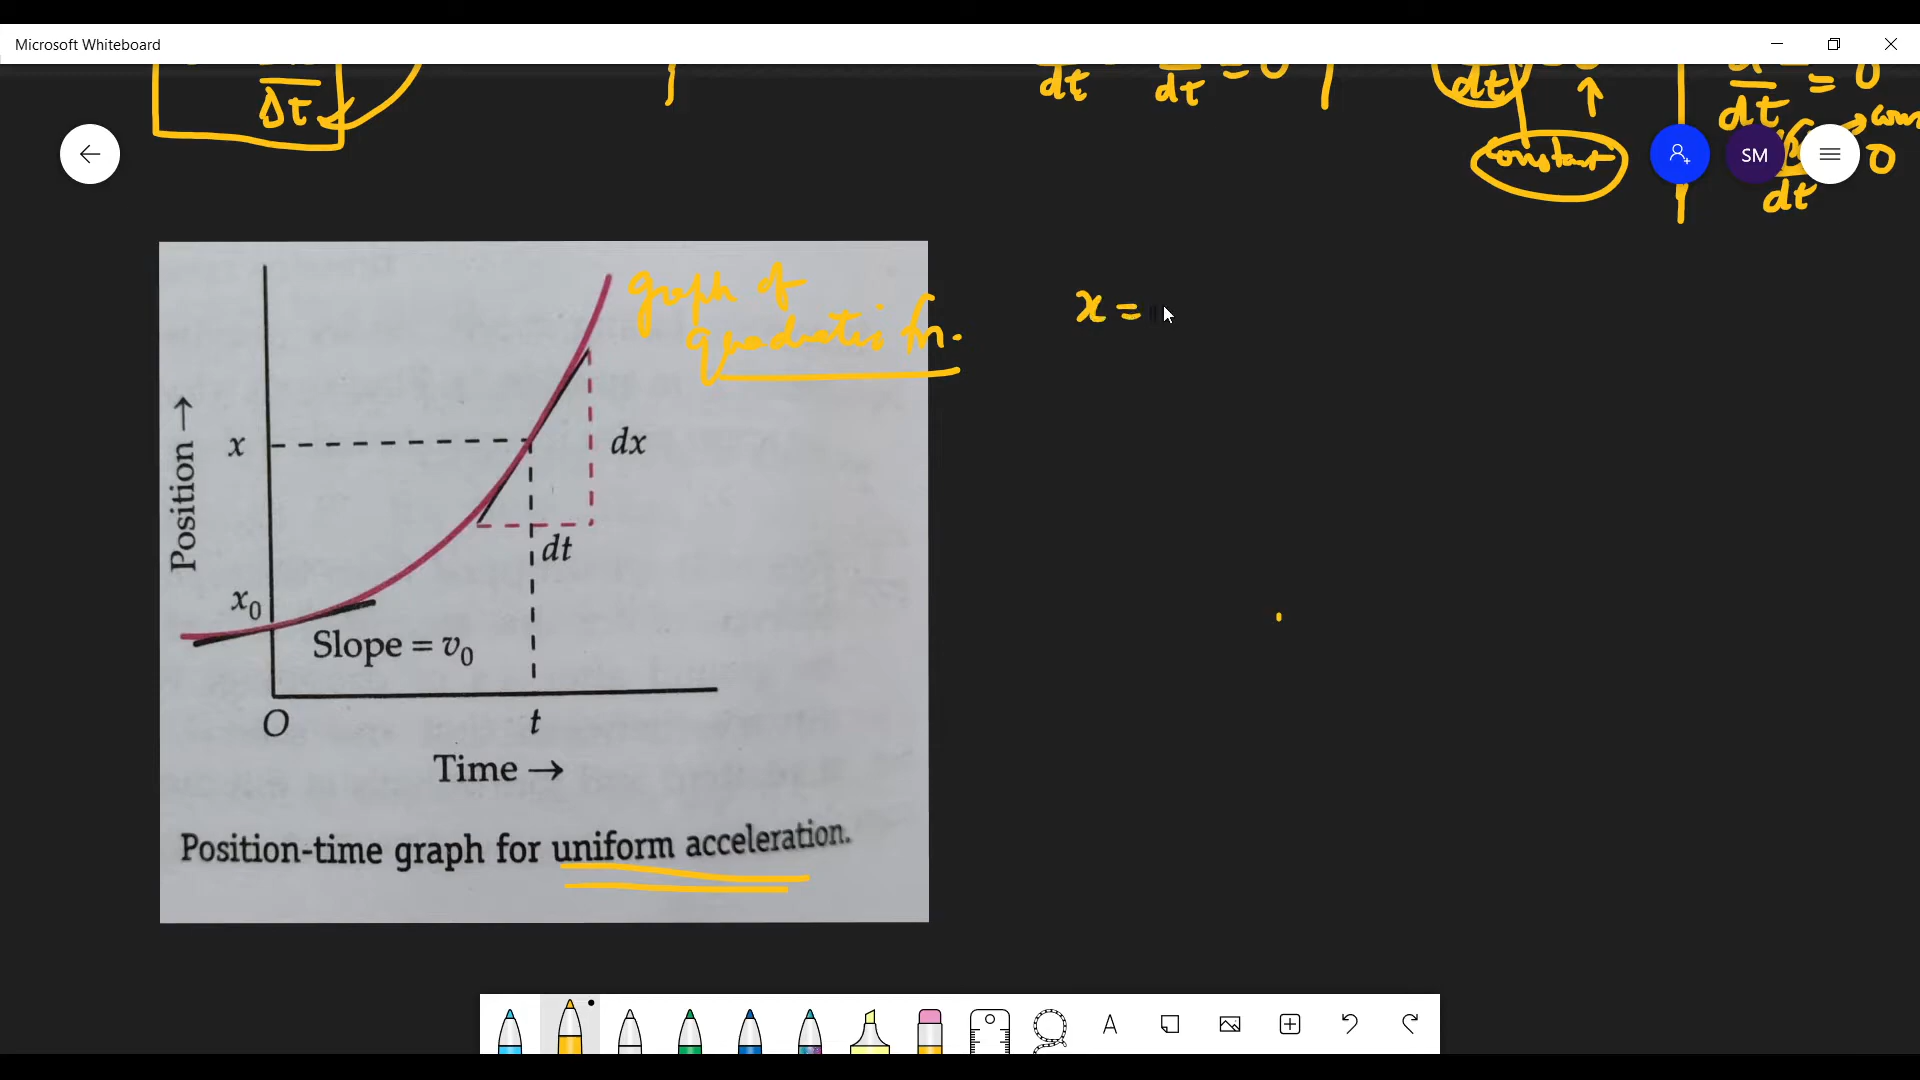 Microsoft Whiteboard
Δt
dt dt = 0
dt
dt = 0
constant
SM
0
dt
graph of
quadratic fn.
x =
Position →
x
dx
dt
x₀
Slope = v₀
O
t
Time →
Position-time graph for uniform acceleration.
A